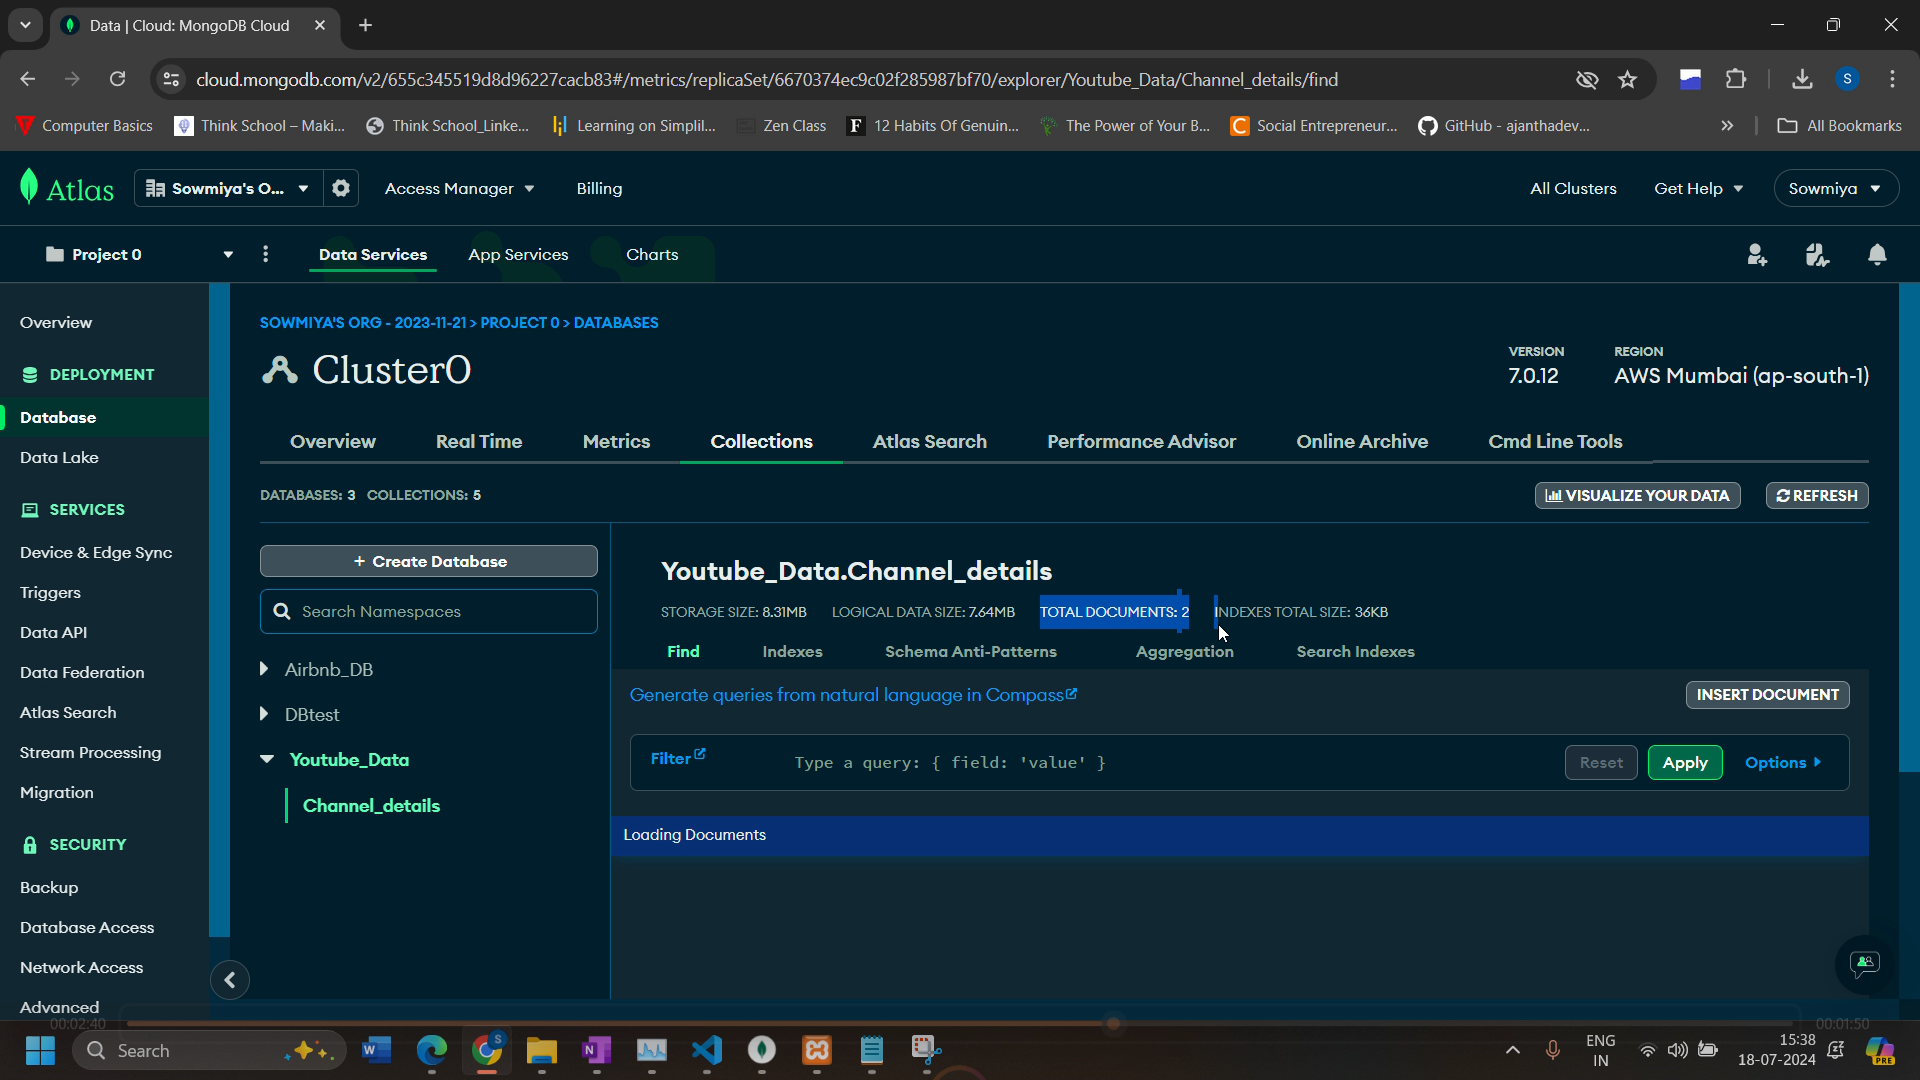 Data | Cloud: MongoDB Cloud
cloud.mongodb.com/v2/655c345519d8d96227cacb83#/metrics/replicaSet/6670374ec9c02f285987bf70/explorer/Youtube_Data/Channel_details/find
S
Computer Basics
Think School – Maki...
Think School_Linke...
Learning on Simplil...
Zen Class
12 Habits Of Genuin...
The Power of Your B...
Social Entrepreneur...
GitHub - ajanthadev...
All Bookmarks
Atlas
Sowmiya's O...
Access Manager
Billing
All Clusters
Get Help
Sowmiya
Project 0
Data Services
App Services
Charts
Overview
DEPLOYMENT
Database
Data Lake
SERVICES
Device & Edge Sync
Triggers
Data API
Data Federation
Atlas Search
Stream Processing
Migration
SECURITY
Backup
Database Access
Network Access
Advanced
SOWMIYA'S ORG - 2023-11-21 > PROJECT 0 > DATABASES
Cluster0
VERSION
7.0.12
REGION
AWS Mumbai (ap-south-1)
Overview
Real Time
Metrics
Collections
Atlas Search
Performance Advisor
Online Archive
Cmd Line Tools
DATABASES: 3 COLLECTIONS: 5
VISUALIZE YOUR DATA
REFRESH
+ Create Database
Search Namespaces
Airbnb_DB
DBtest
Youtube_Data
Channel_details
Youtube_Data.Channel_details
STORAGE SIZE: 8.31MB LOGICAL DATA SIZE: 7.64MB TOTAL DOCUMENTS: 2 INDEXES TOTAL SIZE: 36KB
Find
Indexes
Schema Anti-Patterns
Aggregation
Search Indexes
Generate queries from natural language in Compass
INSERT DOCUMENT
Filter
Type a query: { field: 'value' }
Reset
Apply
Options
Loading Documents
00:02:40
00:01:50
Search
S
ENG
IN
15:38
18-07-2024
PRE